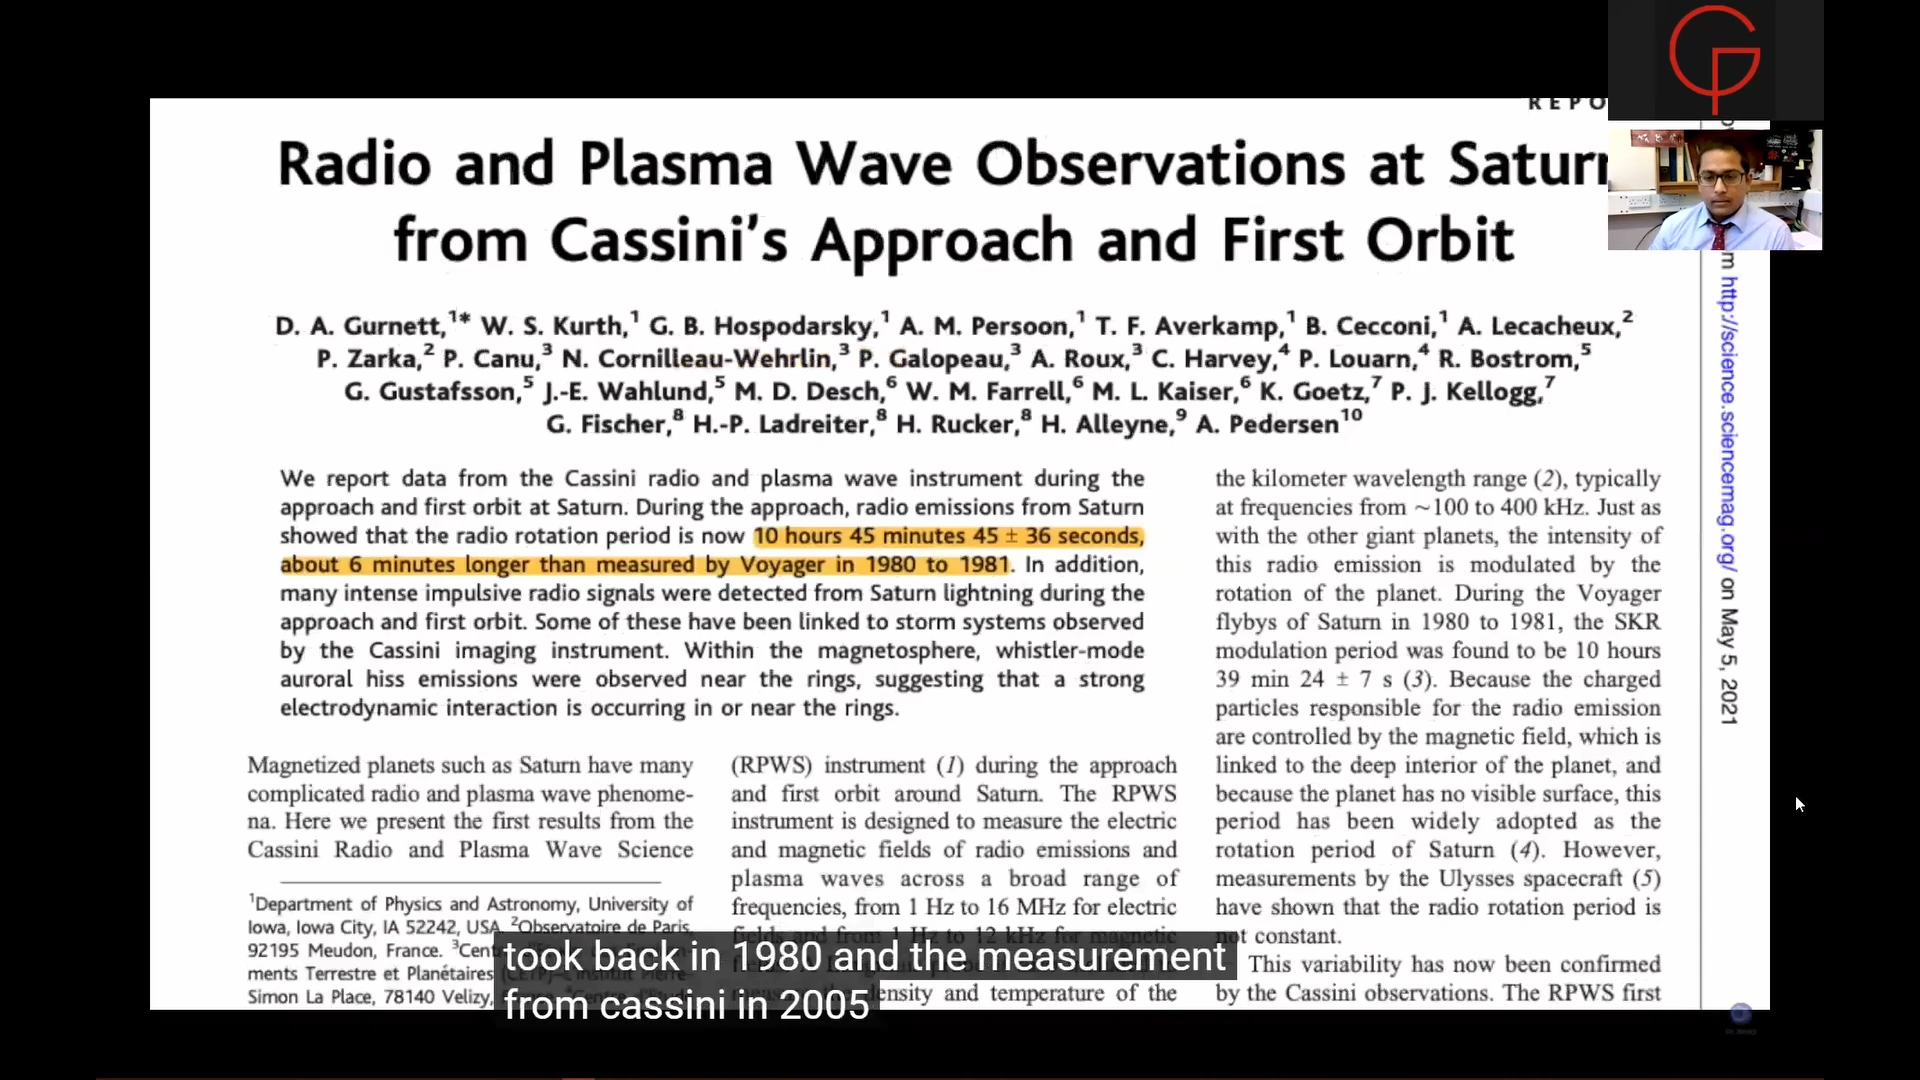 REPO
Radio and Plasma Wave Observations at Satur
from Cassini's Approach and First Orbit
D. A. Gurnett,¹* W. S. Kurth,¹ G. B. Hospodarsky,¹ A. M. Persoon,¹ T. F. Averkamp,¹ B. Cecconi,¹ A. Lecacheux,²
P. Zarka,² P. Canu,³ N. Cornilleau-Wehrlin,³ P. Galopeau,³ A. Roux,³ C. Harvey,⁴ P. Louarn,⁴ R. Bostrom,⁵
G. Gustafsson,⁵ J.-E. Wahlund,⁵ M. D. Desch,⁶ W. M. Farrell,⁶ M. L. Kaiser,⁶ K. Goetz,⁷ P. J. Kellogg,⁷
G. Fischer,⁸ H.-P. Ladreiter,⁸ H. Rucker,⁸ H. Alleyne,⁹ A. Pedersen¹⁰
We report data from the Cassini radio and plasma wave instrument during the
approach and first orbit at Saturn. During the approach, radio emissions from Saturn
showed that the radio rotation period is now 10 hours 45 minutes 45 ± 36 seconds,
about 6 minutes longer than measured by Voyager in 1980 to 1981. In addition,
many intense impulsive radio signals were detected from Saturn lightning during the
approach and first orbit. Some of these have been linked to storm systems observed
by the Cassini imaging instrument. Within the magnetosphere, whistler-mode
auroral hiss emissions were observed near the rings, suggesting that a strong
electrodynamic interaction is occurring in or near the rings.
Magnetized planets such as Saturn have many
complicated radio and plasma wave phenome-
na. Here we present the first results from the
Cassini Radio and Plasma Wave Science
¹Department of Physics and Astronomy, University of
Iowa, Iowa City, IA 52242, USA. ²Observatoire de Paris,
92195 Meudon, France. ³Cent
ments Terrestre et Planétaires (CETP)–L'Institut Pierre-
Simon La Place, 78140 Velizy,
(RPWS) instrument (1) during the approach
and first orbit around Saturn. The RPWS
instrument is designed to measure the electric
and magnetic fields of radio emissions and
plasma waves across a broad range of
frequencies, from 1 Hz to 16 MHz for electric
fields and from 1 Hz to 12 kHz for magnetic
density and temperature of the
the kilometer wavelength range (2), typically
at frequencies from ~100 to 400 kHz. Just as
with the other giant planets, the intensity of
this radio emission is modulated by the
rotation of the planet. During the Voyager
flybys of Saturn in 1980 to 1981, the SKR
modulation period was found to be 10 hours
39 min 24 ± 7 s (3). Because the charged
particles responsible for the radio emission
are controlled by the magnetic field, which is
linked to the deep interior of the planet, and
because the planet has no visible surface, this
period has been widely adopted as the
rotation period of Saturn (4). However,
measurements by the Ulysses spacecraft (5)
have shown that the radio rotation period is
not constant.
This variability has now been confirmed
by the Cassini observations. The RPWS first
m http://science.sciencemag.org/ on May 5, 2021
took back in 1980 and the measurement
from cassini in 2005